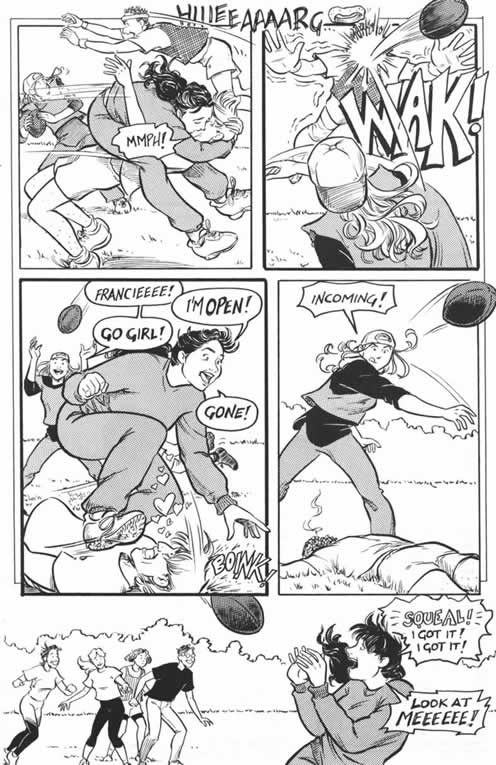 HIIIEEAAAARG
MMPH!
WAK!
FRANCIEEEE!
GO GIRL!
I'M OPEN!
GONE!
BOINK!
INCOMING!
SQUEAL!
I GOT IT!
I GOT IT!
LOOK AT
MEEEEEE!